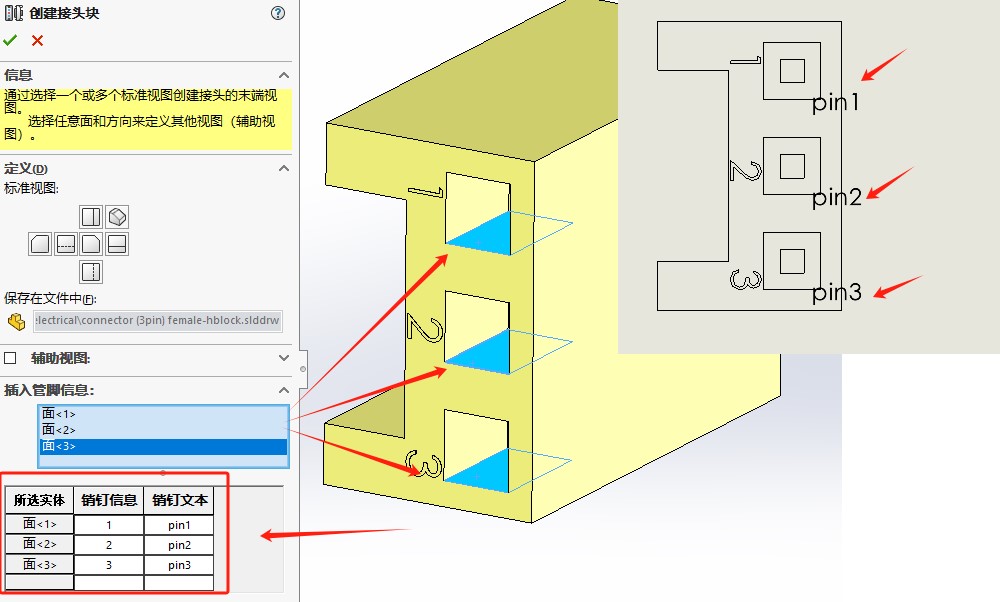 创建接头块
信息
通过选择一个或多个标准视图创建接头的末端视
图。
选择任意面和方向来定义其他视图（辅助视
图）。
定义(D)
标准视图:
保存在文件中(F):
electrical\connector (3pin) female-hblock.slddrw
辅助视图:
插入管脚信息:
面<1>
面<2>
面<3>
所选实体 销钉信息 销钉文本
面<1> 1 pin1
面<2> 2 pin2
面<3> 3 pin3
1
2
3
1
pin1
2
pin2
3
pin3